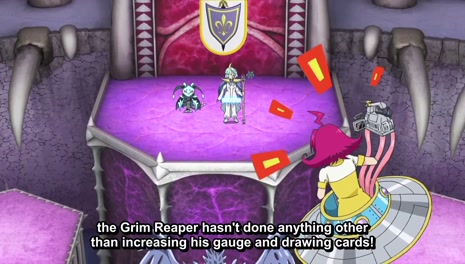 the Grim Reaper hasn't done anything other
than increasing his gauge and drawing cards!